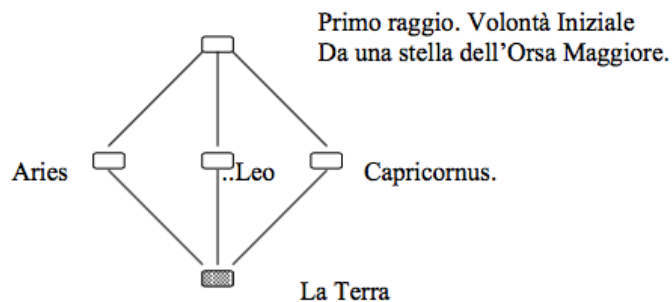 Primo raggio. Volontà Iniziale
Da una stella dell’Orsa Maggiore.
Aries
..Leo
Capricornus.
La Terra